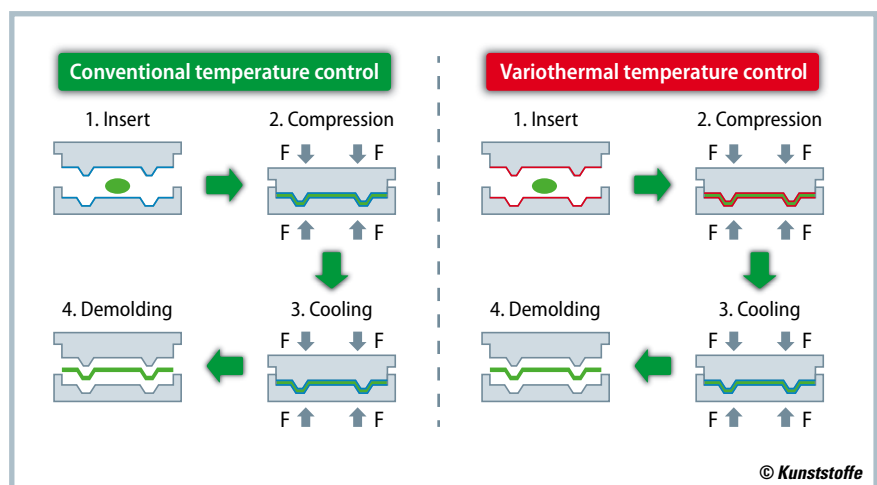 Conventional temperature control
1. Insert
2. Compression
F F
F F
4. Demolding
3. Cooling
F F
F F
Variothermal temperature control
1. Insert
2. Compression
F F
F F
4. Demolding
3. Cooling
F F
F F
© Kunststoffe